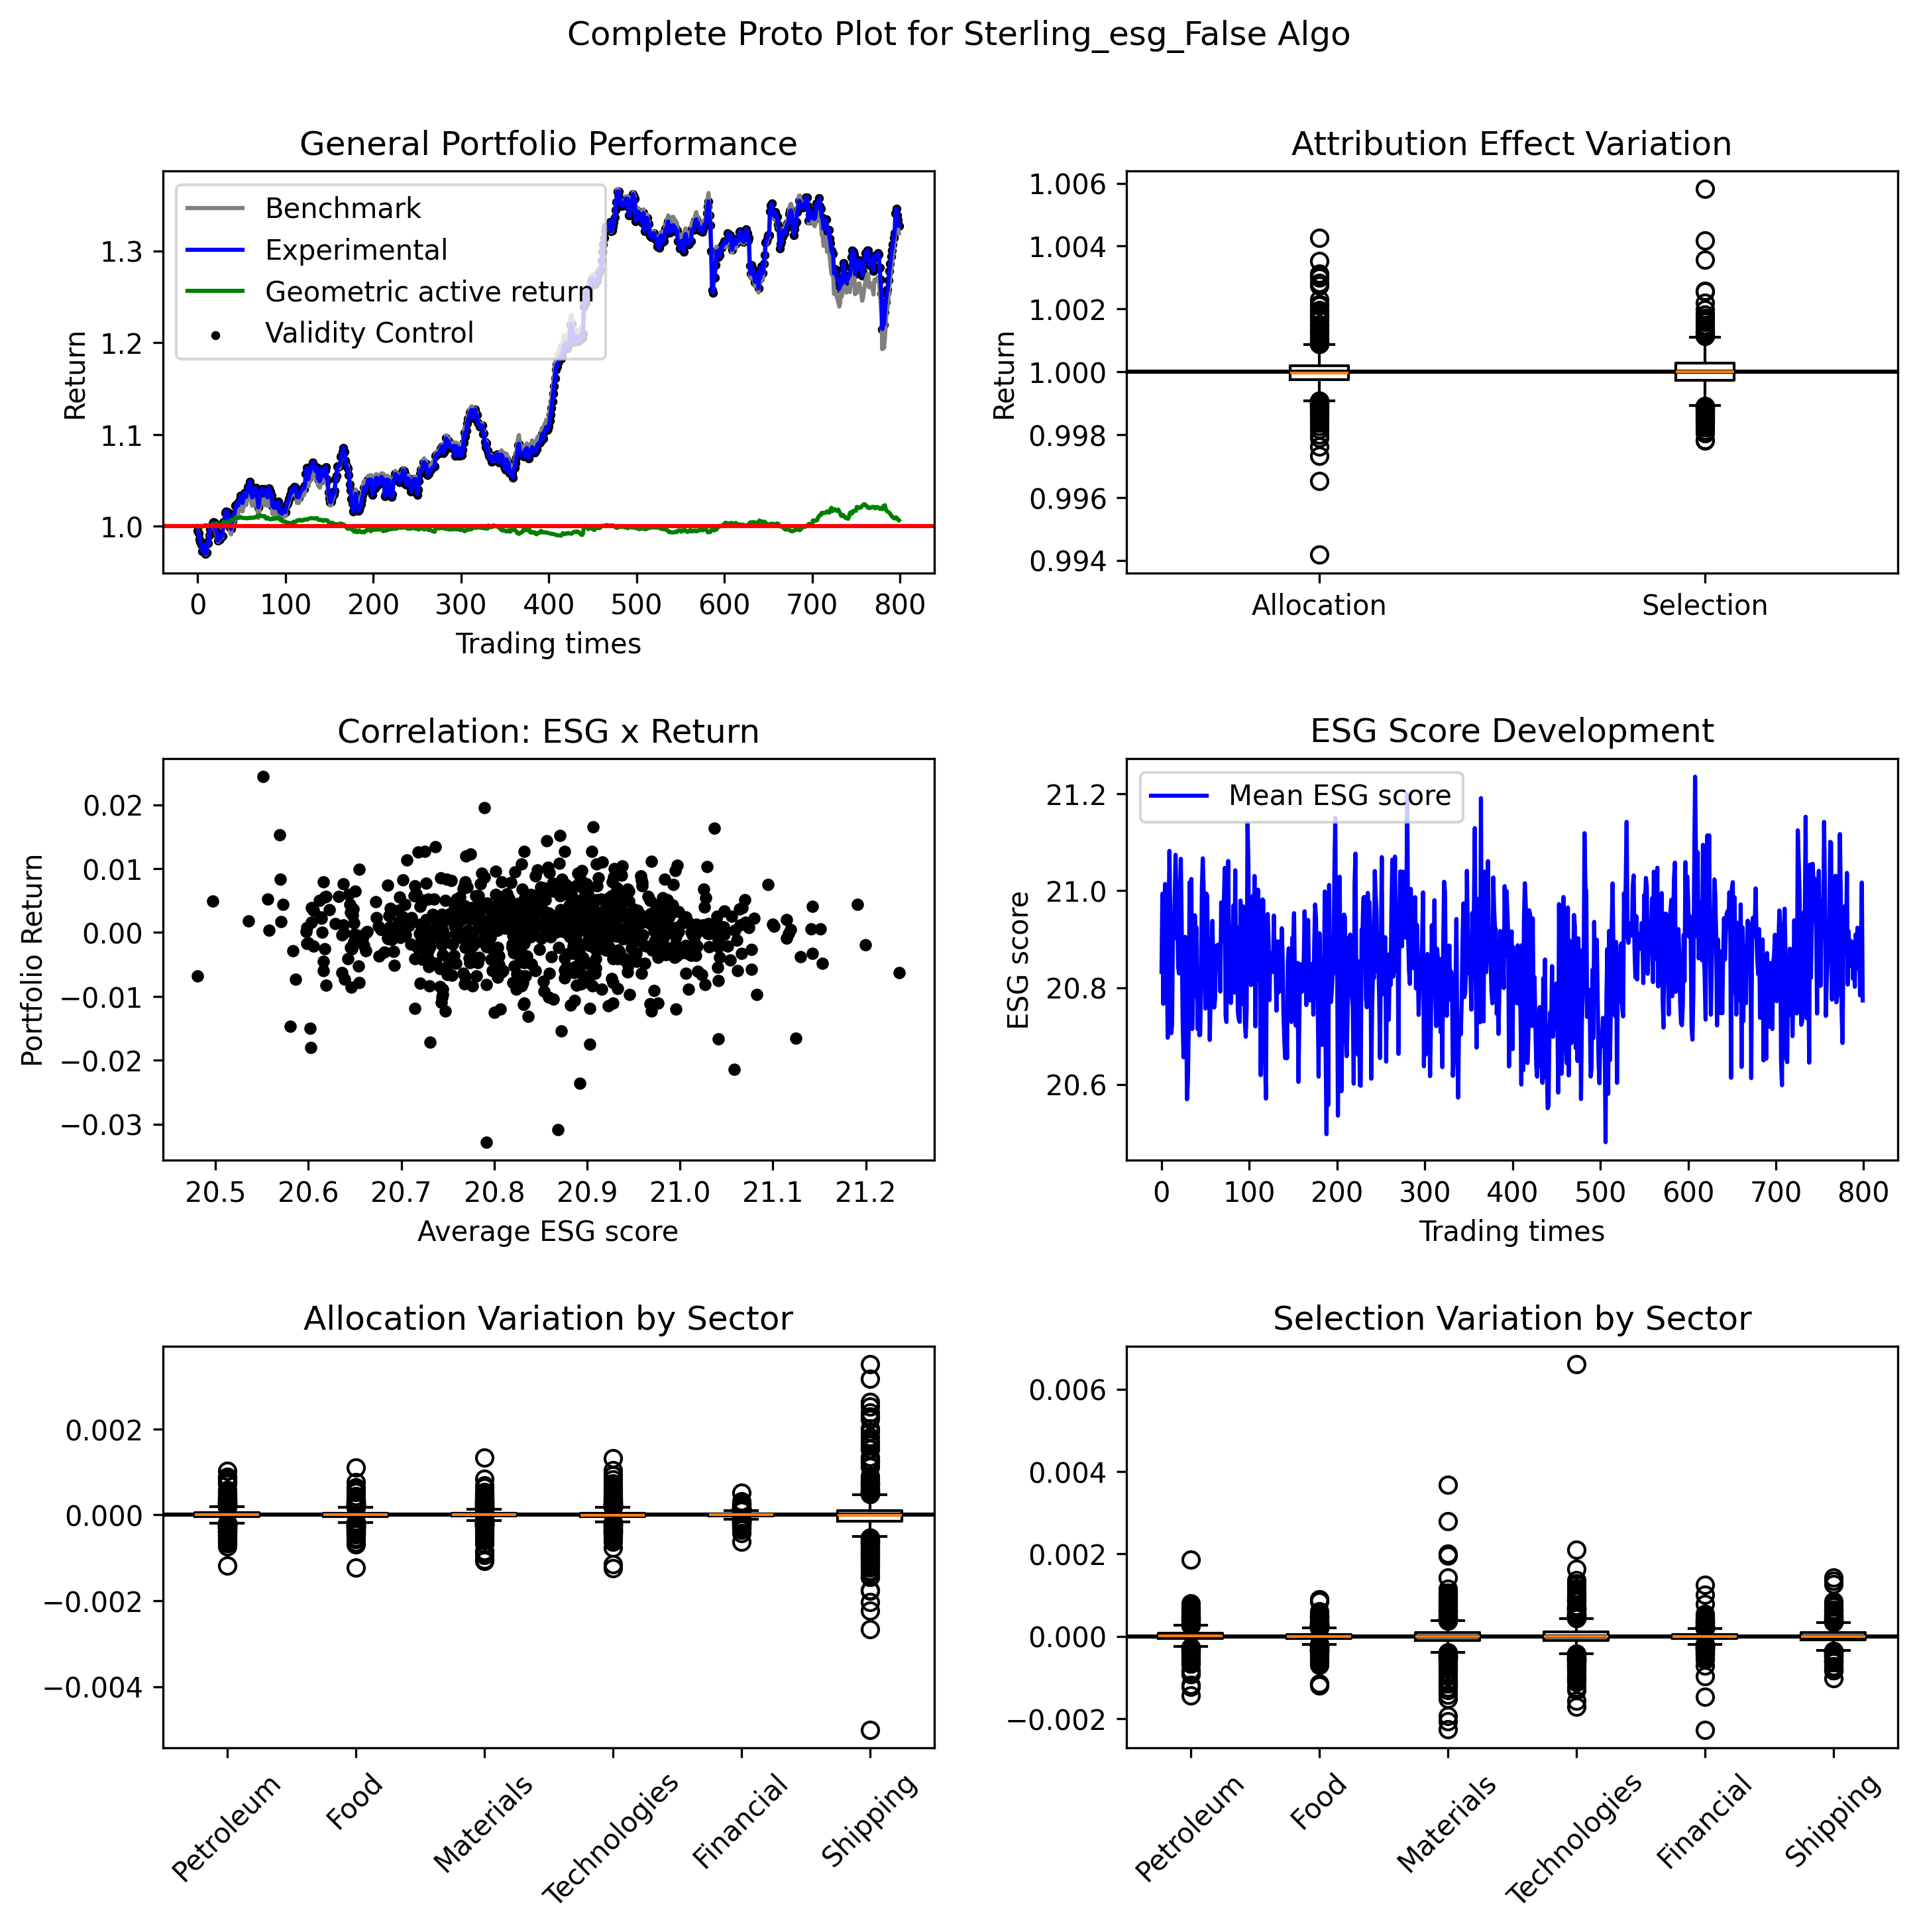 Complete Proto Plot for Sterling_esg_False Algo
General Portfolio Performance
Return
1.3
1.2
1.1
1.0
Benchmark
Experimental
Geometric active return
Validity Control
0 100 200 300 400 500 600 700 800
Trading times
Attribution Effect Variation
Return
1.006
1.004
1.002
1.000
0.998
0.996
0.994
Allocation Selection
Correlation: ESG x Return
Portfolio Return
0.02
0.01
0.00
−0.01
−0.02
−0.03
20.5 20.6 20.7 20.8 20.9 21.0 21.1 21.2
Average ESG score
ESG Score Development
ESG score
21.2
21.0
20.8
20.6
Mean ESG score
0 100 200 300 400 500 600 700 800
Trading times
Allocation Variation by Sector
0.002
0.000
−0.002
−0.004
Petroleum Food Materials Technologies Financial Shipping
Selection Variation by Sector
0.006
0.004
0.002
0.000
−0.002
Petroleum Food Materials Technologies Financial Shipping